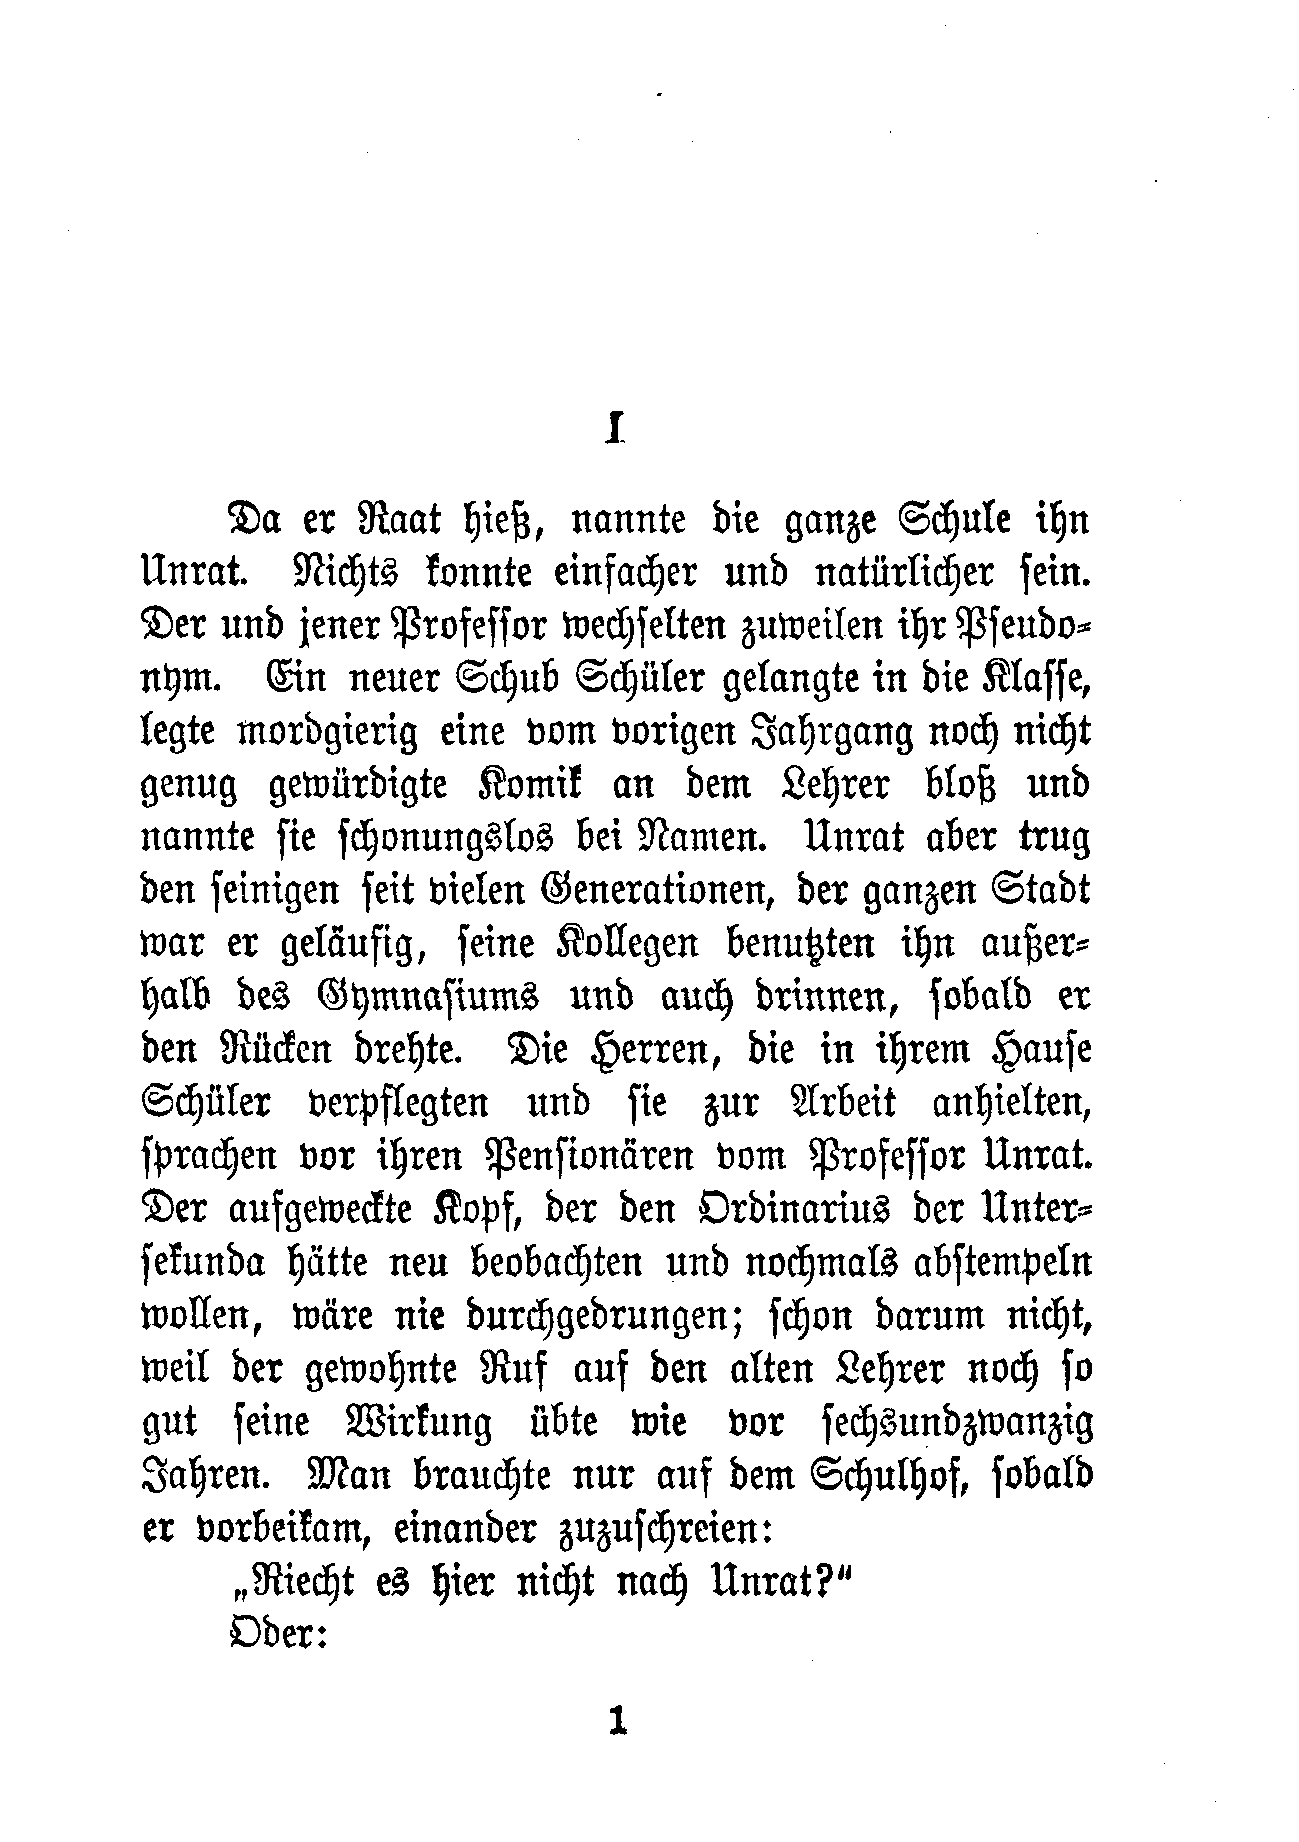 I
Da er Raat hieß, nannte die ganze Schule ihn
Unrat. Nichts konnte einfacher und natürlicher sein.
Der und jener Professor wechselten zuweilen ihr Pseudo-
nym. Ein neuer Schub Schüler gelangte in die Klasse,
legte mordgierig eine vom vorigen Jahrgang noch nicht
genug gewürdigte Komik an dem Lehrer bloß und
nannte sie schonungslos bei Namen. Unrat aber trug
den seinigen seit vielen Generationen, der ganzen Stadt
war er geläufig, seine Kollegen benutzten ihn außer-
halb des Gymnasiums und auch drinnen, sobald er
den Rücken drehte. Die Herren, die in ihrem Hause
Schüler verpflegten und sie zur Arbeit anhielten,
sprachen vor ihren Pensionären vom Professor Unrat.
Der aufgeweckte Kopf, der den Ordinarius der Unter-
sekunda hätte neu beobachten und nochmals abstempeln
wollen, wäre nie durchgedrungen; schon darum nicht,
weil der gewohnte Ruf auf den alten Lehrer noch so
gut seine Wirkung übte wie vor sechsundzwanzig
Jahren. Man brauchte nur auf dem Schulhof, sobald
er vorbeikam, einander zuzuschreien:
„Riecht es hier nicht nach Unrat?“
Oder:
1